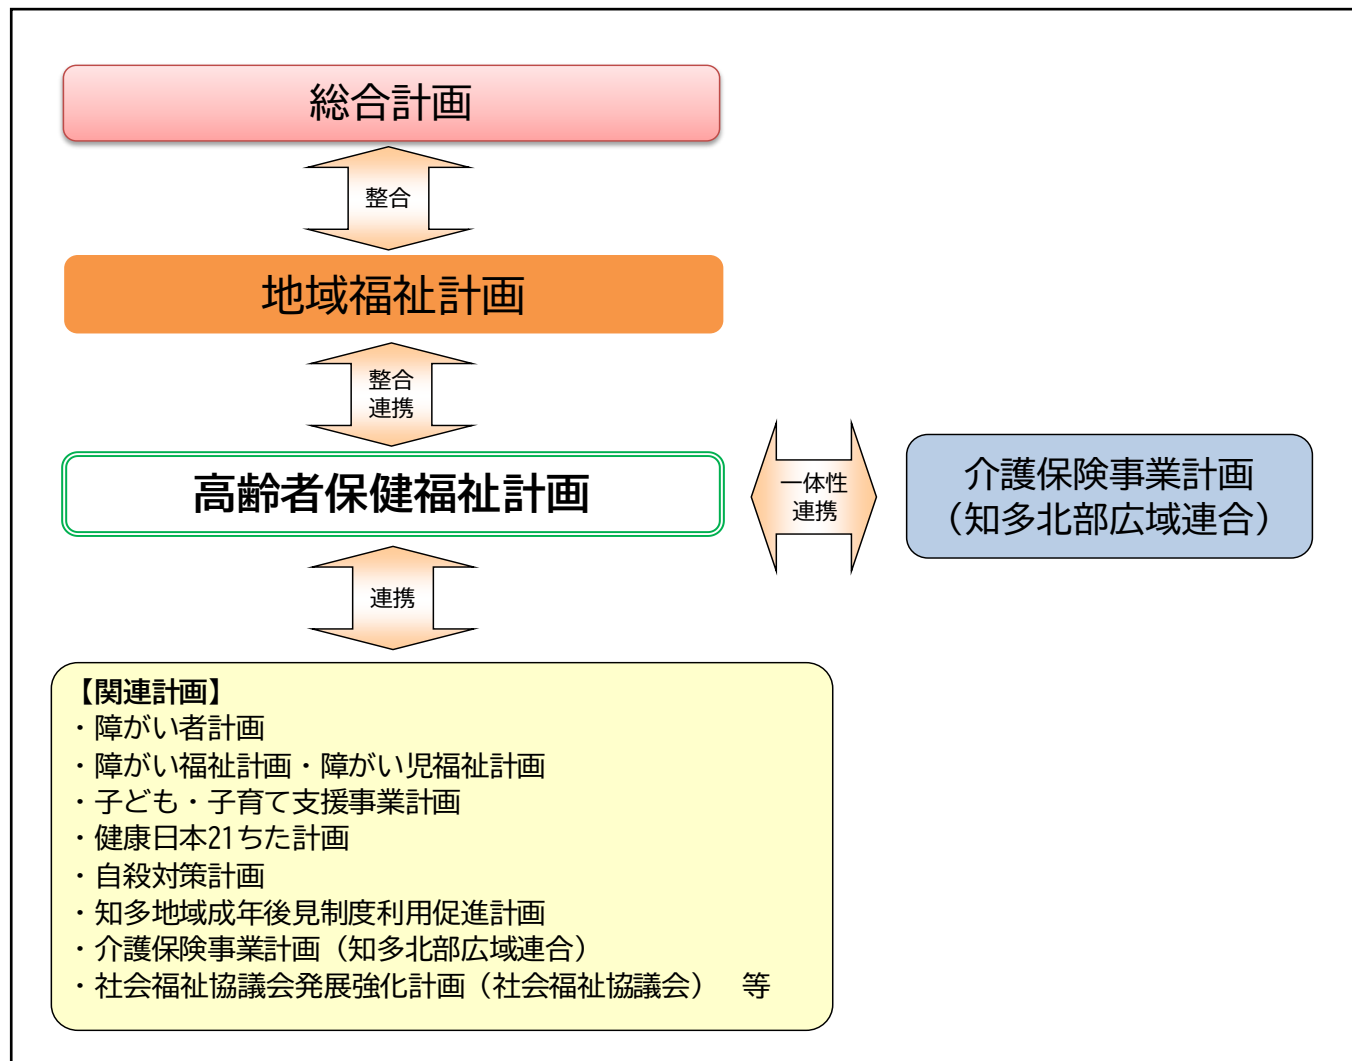 総合計画
整合
地域福祉計画
整合
連携
高齢者保健福祉計画
一体性
連携
介護保険事業計画
（知多北部広域連合）
連携
【関連計画】
・障がい者計画
・障がい福祉計画・障がい児福祉計画
・子ども・子育て支援事業計画
・健康日本21ちた計画
・自殺対策計画
・知多地域成年後見制度利用促進計画
・介護保険事業計画（知多北部広域連合）
・社会福祉協議会発展強化計画（社会福祉協議会）　等